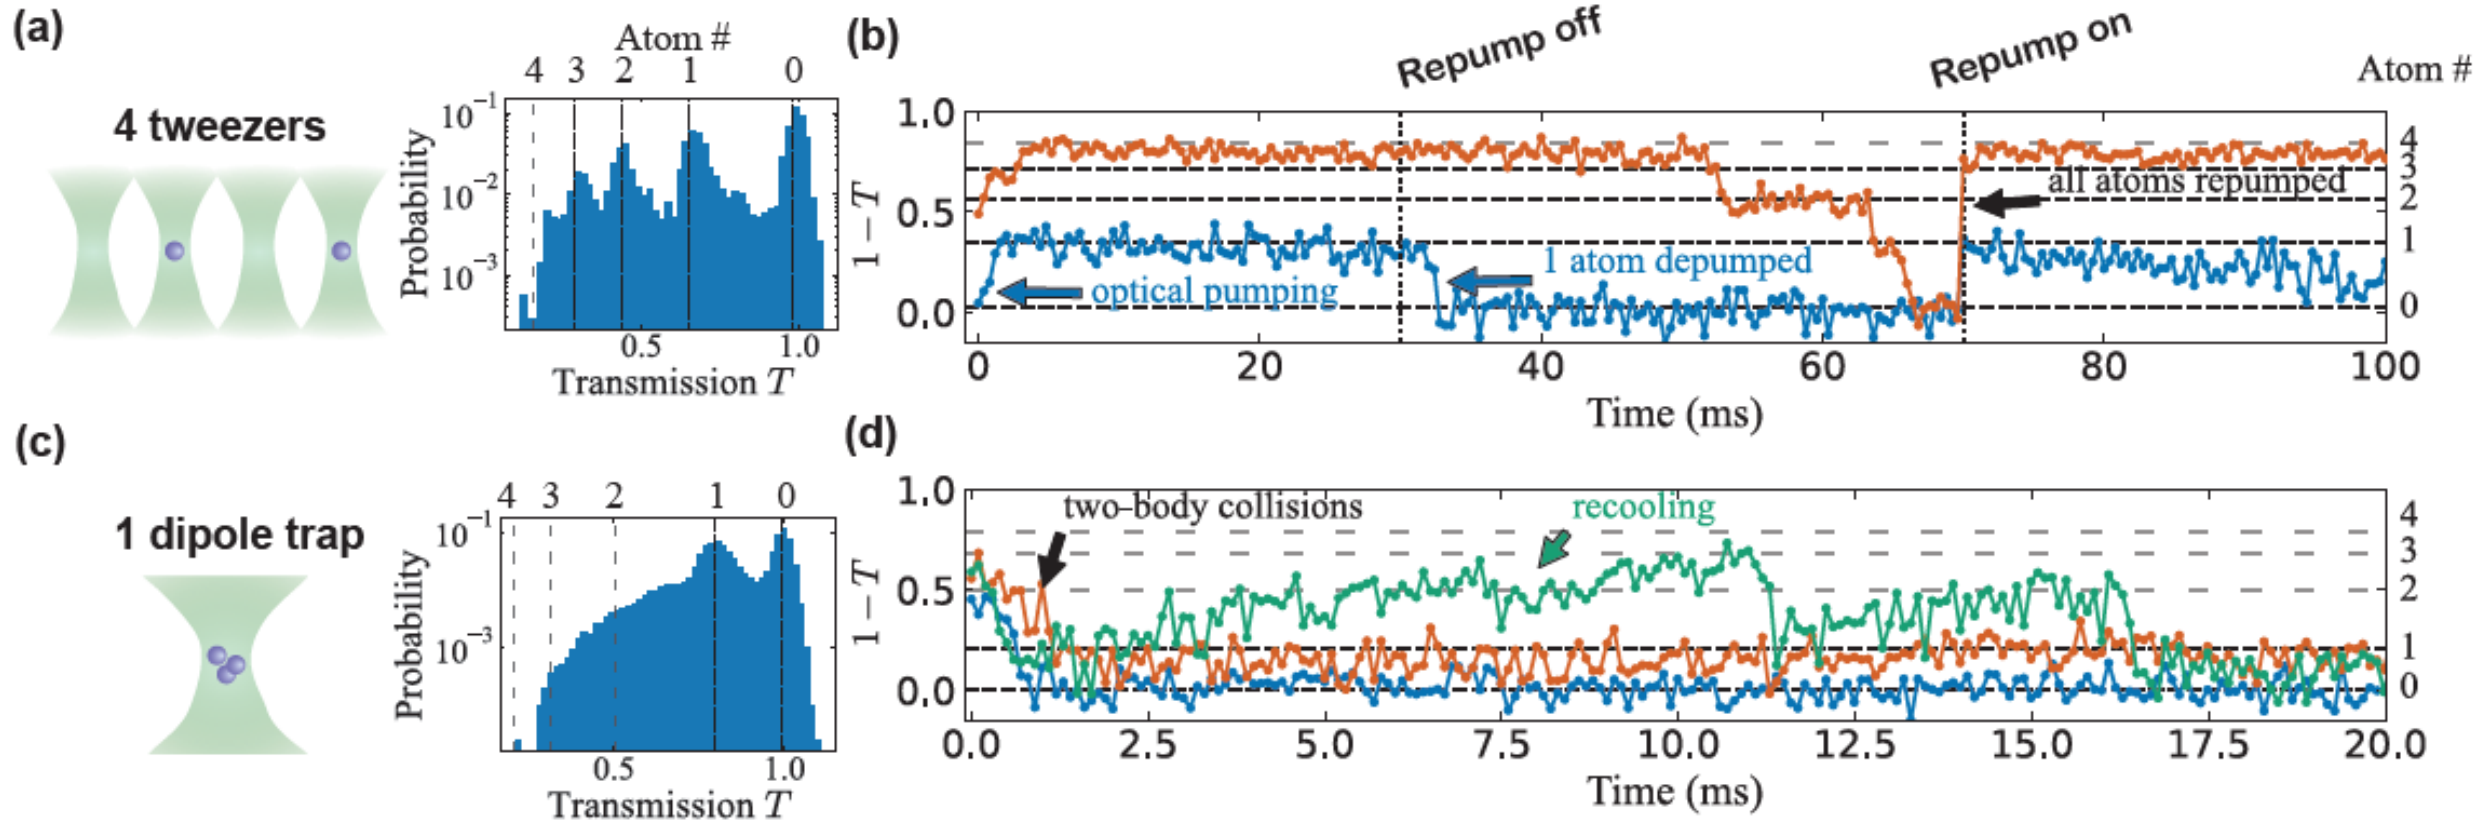 (a)
4 tweezers
Atom #
4 3 2 1 0
10⁻¹
10⁻²
10⁻³
Probability
0.5 1.0
Transmission T
(b)
Repump off
Repump on
Atom #
1.0
0.5
0.0
1−T
4
3
2
1
0
all atoms repumped
1 atom depumped
optical pumping
0 20 40 60 80 100
Time (ms)
(c)
1 dipole trap
4 3 2 1 0
10⁻¹
10⁻³
Probability
0.5 1.0
Transmission T
(d)
1.0
0.5
0.0
1−T
two-body collisions
recooling
4
3
2
1
0
0.0 2.5 5.0 7.5 10.0 12.5 15.0 17.5 20.0
Time (ms)